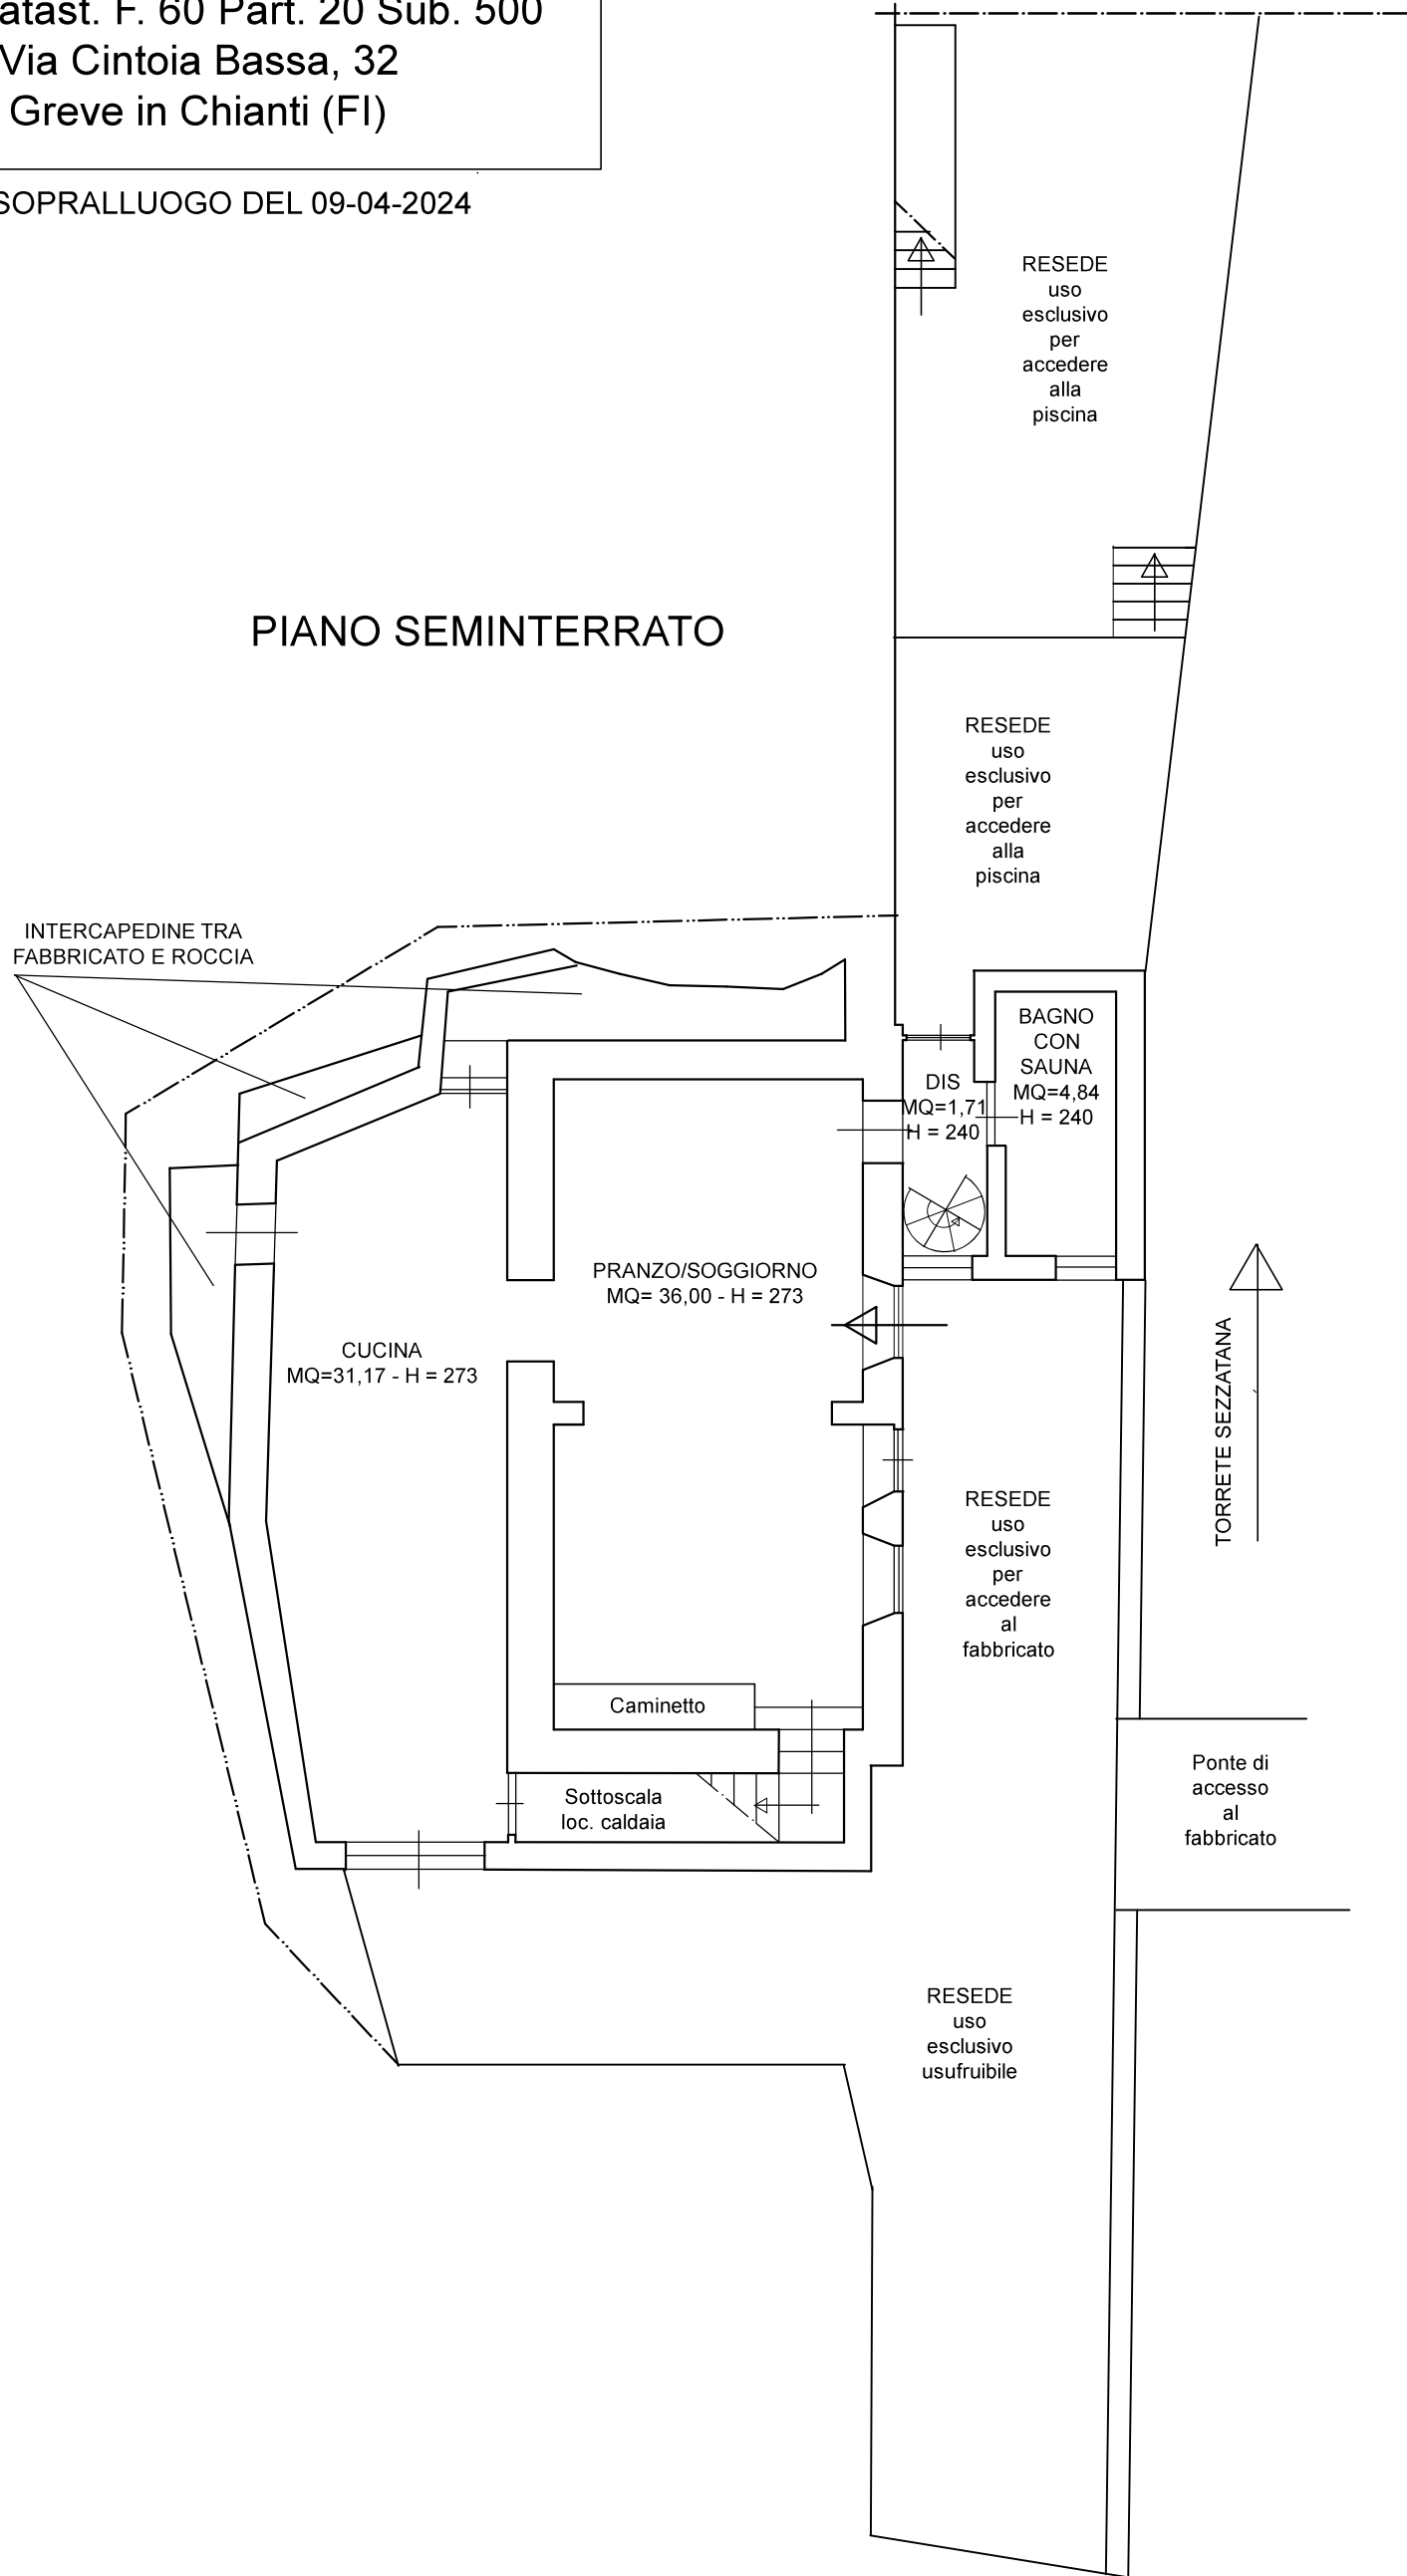 atast. F. 60 Part. 20 Sub. 500
Via Cintoia Bassa, 32
Greve in Chianti (FI)
SOPRALLUOGO DEL 09-04-2024
RESEDE
uso
esclusivo
per
accedere
alla
piscina
PIANO SEMINTERRATO
RESEDE
uso
esclusivo
per
accedere
alla
piscina
INTERCAPEDINE TRA
FABBRICATO E ROCCIA
BAGNO
CON
SAUNA
MQ=4,84
H = 240
DIS
MQ=1,71
H = 240
PRANZO/SOGGIORNO
MQ= 36,00 - H = 273
CUCINA
MQ=31,17 - H = 273
TORRETE SEZZATANA
RESEDE
uso
esclusivo
per
accedere
al
fabbricato
Caminetto
Sottoscala
loc. caldaia
Ponte di
accesso
al
fabbricato
RESEDE
uso
esclusivo
usufruibile